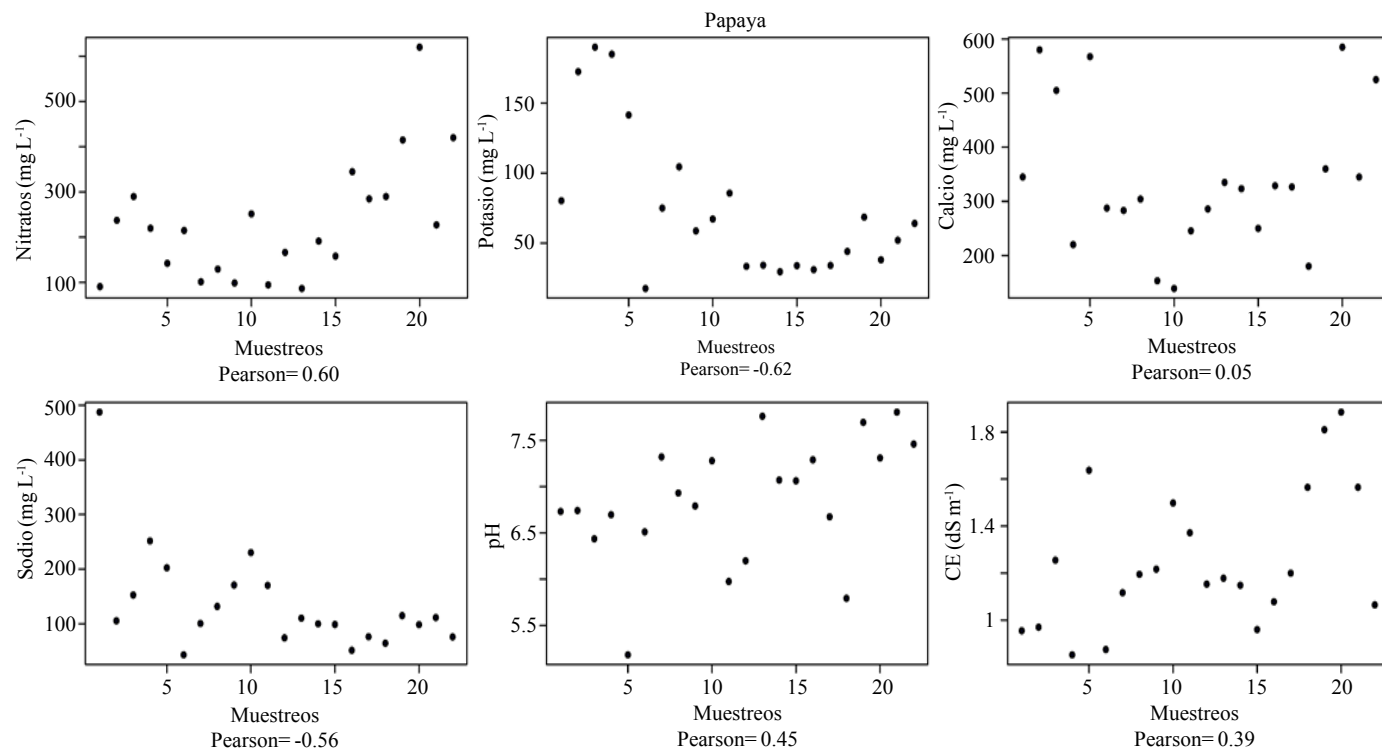 Papaya
Nitratos (mg L⁻¹)
500
300
100
5 10 15 20
Muestreos
Pearson= 0.60
Potasio (mg L⁻¹)
150
100
50
5 10 15 20
Muestreos
Pearson= -0.62
Calcio (mg L⁻¹)
600
500
400
300
200
5 10 15 20
Muestreos
Pearson= 0.05
Sodio (mg L⁻¹)
500
400
300
200
100
5 10 15 20
Muestreos
Pearson= -0.56
pH
7.5
6.5
5.5
5 10 15 20
Muestreos
Pearson= 0.45
CE (dS m⁻¹)
1.8
1.4
1
5 10 15 20
Muestreos
Pearson= 0.39